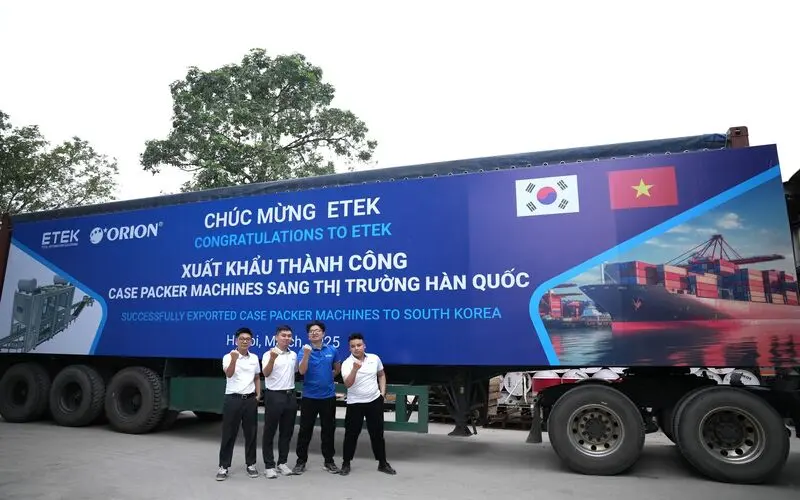 ETEK
ORION
CHÚC MỪNG ETEK
CONGRATULATIONS TO ETEK
XUẤT KHẨU THÀNH CÔNG
CASE PACKER MACHINES SANG THỊ TRƯỜNG HÀN QUỐC
SUCCESSFULLY EXPORTED CASE PACKER MACHINES TO SOUTH KOREA